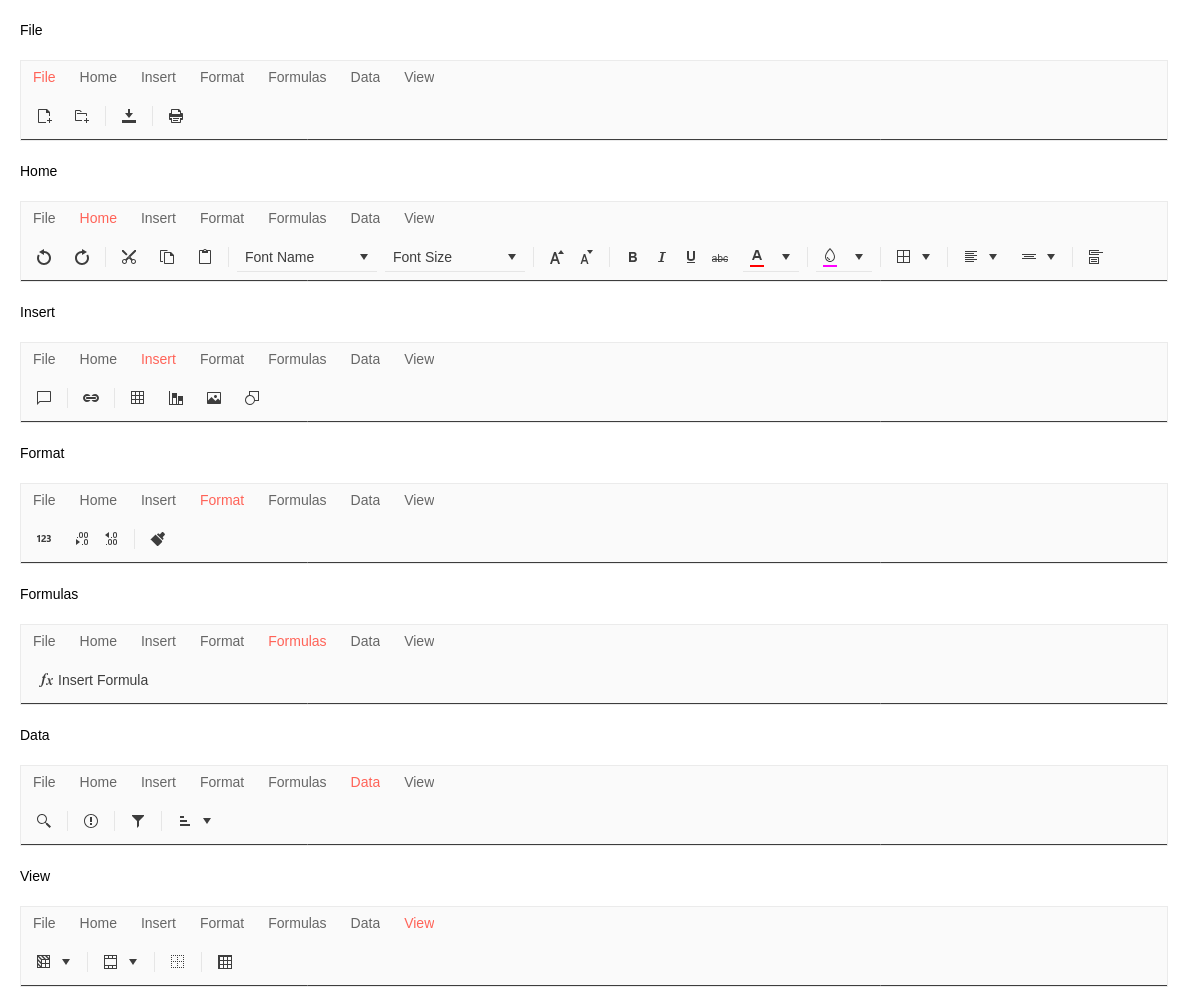 File
File Home Insert Format Formulas Data View
Home
File Home Insert Format Formulas Data View
Font Name Font Size A A B I U abc A
Insert
File Home Insert Format Formulas Data View
Format
File Home Insert Format Formulas Data View
123 .00 .0 .0 .00
Formulas
File Home Insert Format Formulas Data View
fx Insert Formula
Data
File Home Insert Format Formulas Data View
View
File Home Insert Format Formulas Data View